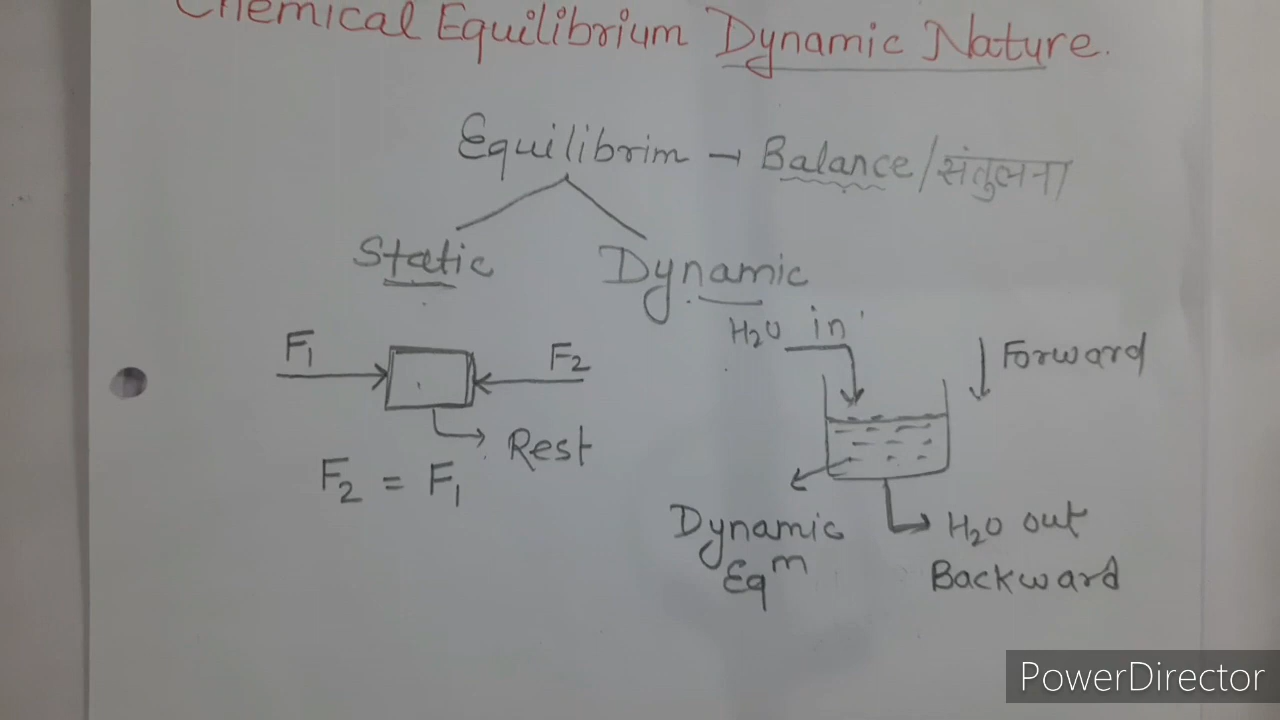 Chemical Equilibrium Dynamic Nature.
Equilibrim → Balance/संतुलना
Static Dynamic
H2O in
F1 F2 Forward
Rest
F2 = F1
Dynamic Eqm
H2O out
Backward
PowerDirector